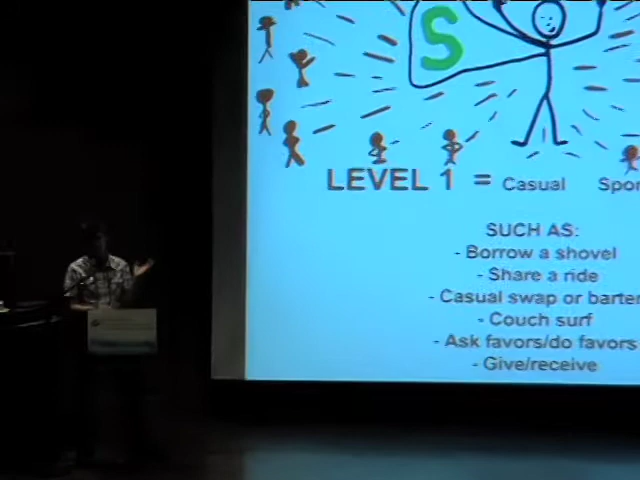 S
LEVEL 1 = Casual
SUCH AS:
- Borrow a shovel
- Share a ride
- Casual swap or barter
- Couch surf
- Ask favors/do favors
- Give/receive